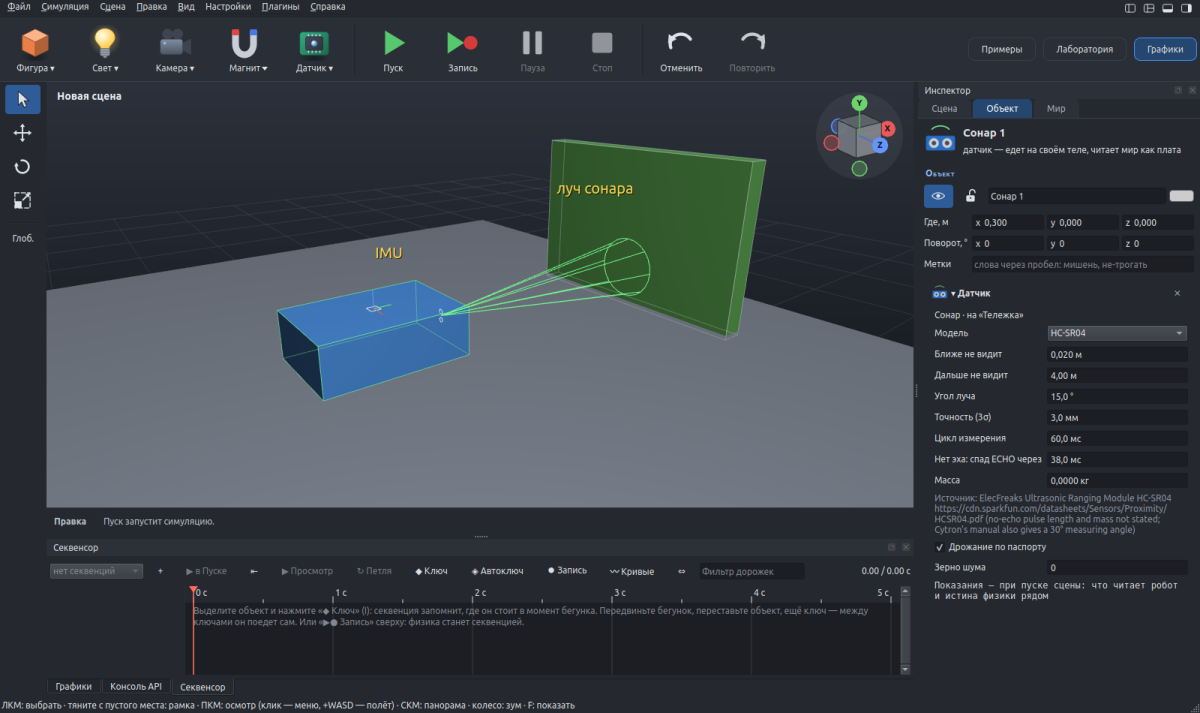 Файл Симуляция Сцена Правка Вид Настройки Плагины Справка
Фигура ▾ Свет ▾ Камера ▾ Магнит ▾ Датчик ▾ Пуск Запись Пауза Стоп Отменить Повторить
Примеры Лаборатория Графики
Новая сцена
Глоб.
Y
X
Z
луч сонара
IMU
Правка Пуск запустит симуляцию.
Секвенсор
нет секвенций + ▶ в Пуске ⇤ ▶ Просмотр ↻ Петля ◆ Ключ ◈ Автоключ ● Запись 〰 Кривые ⇔ Фильтр дорожек 0.00 / 0.00 с
0 с 1 с 2 с 3 с 4 с 5 с
Выделите объект и нажмите «◆ Ключ» (I): секвенция запомнит, где он стоит в момент бегунка. Передвиньте бегунок, переставьте объект, ещё ключ — между
ключами он поедет сам. Или «▶● Запись» сверху: физика станет секвенцией.
Графики Консоль API Секвенсор
ЛКМ: выбрать · тяните с пустого места: рамка · ПКМ: осмотр (клик — меню, +WASD — полёт) · СКМ: панорама · колесо: зум · F: показать
Инспектор
Сцена Объект Мир
Сонар 1
датчик — едет на своём теле, читает мир как плата
Объект
Сонар 1
Где, м x 0,300 y 0,000 z 0,000
Поворот, ° x 0 y 0 z 0
Метки слова через пробел: мишень, не-трогать
▾ Датчик ✕
Сонар · на «Тележка»
Модель HC-SR04
Ближе не видит 0,020 м
Дальше не видит 4,00 м
Угол луча 15,0 °
Точность (3σ) 3,0 мм
Цикл измерения 60,0 мс
Нет эха: спад ECHO через 38,0 мс
Масса 0,0000 кг
Источник: ElecFreaks Ultrasonic Ranging Module HC-SR04
https://cdn.sparkfun.com/datasheets/Sensors/Proximity/
HCSR04.pdf (no-echo pulse length and mass not stated;
Cytron's manual also gives a 30° measuring angle)
✓ Дрожание по паспорту
Зерно шума 0
Показания — при пуске сцены: что читает робот
и истина физики рядом